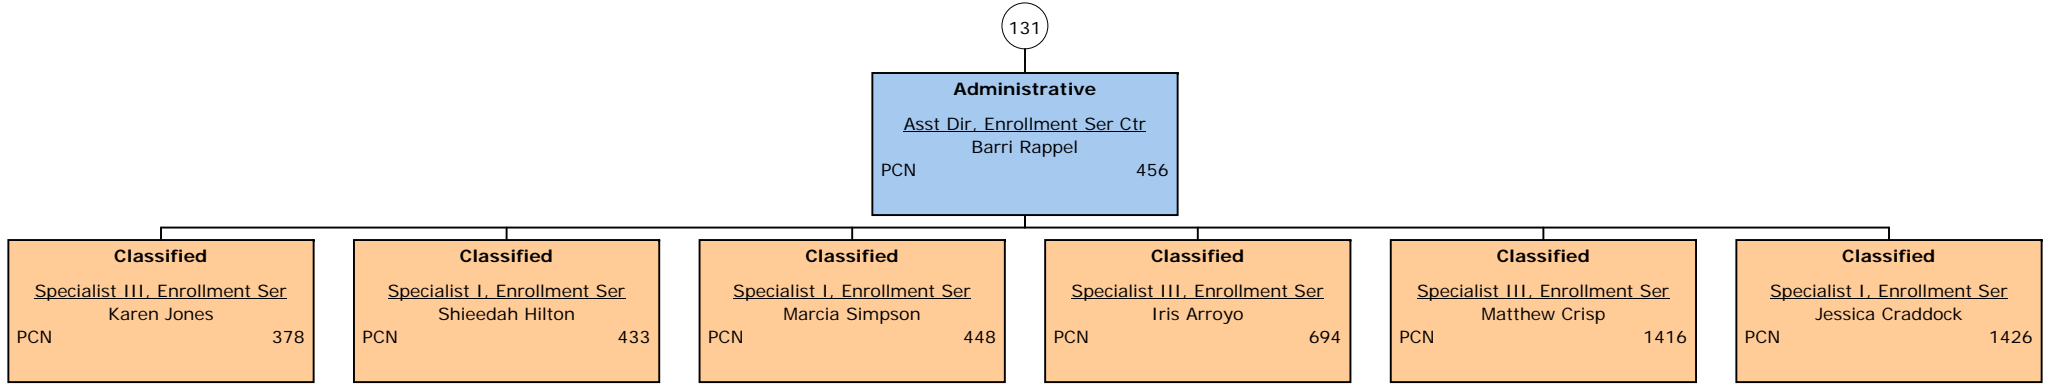 131
Administrative
Asst Dir, Enrollment Ser Ctr
Barri Rappel
PCN 456
Classified
Specialist III, Enrollment Ser
Karen Jones
PCN 378
Classified
Specialist I, Enrollment Ser
Shieedah Hilton
PCN 433
Classified
Specialist I, Enrollment Ser
Marcia Simpson
PCN 448
Classified
Specialist III, Enrollment Ser
Iris Arroyo
PCN 694
Classified
Specialist III, Enrollment Ser
Matthew Crisp
PCN 1416
Classified
Specialist I, Enrollment Ser
Jessica Craddock
PCN 1426